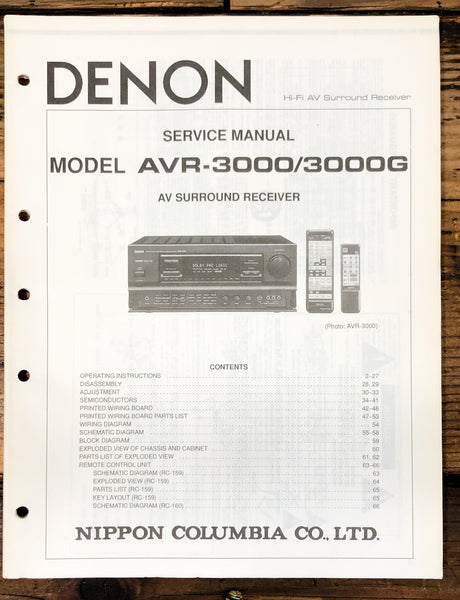 DENON
Hi-Fi AV Surround Receiver
SERVICE MANUAL
MODEL AVR-3000/3000G
AV SURROUND RECEIVER
DENON
DOLBY PRO LOGIC
(Photo: AVR-3000)
CONTENTS
OPERATING INSTRUCTIONS 2–27
DISASSEMBLY 28, 29
ADJUSTMENT 30–33
SEMICONDUCTORS 34–41
PRINTED WIRING BOARD 42–46
PRINTED WIRING BOARD PARTS LIST 47–53
WIRING DIAGRAM 54
SCHEMATIC DIAGRAM 55–58
BLOCK DIAGRAM 59
EXPLODED VIEW OF CHASSIS AND CABINET 60
PARTS LIST OF EXPLODED VIEW 61, 62
REMOTE CONTROL UNIT 63–66
SCHEMATIC DIAGRAM (RC-159) 63
EXPLODED VIEW (RC-159) 64
PARTS LIST (RC-159) 65
KEY LAYOUT (RC-159) 65
SCHEMATIC DIAGRAM (RC-160) 66
NIPPON COLUMBIA CO., LTD.